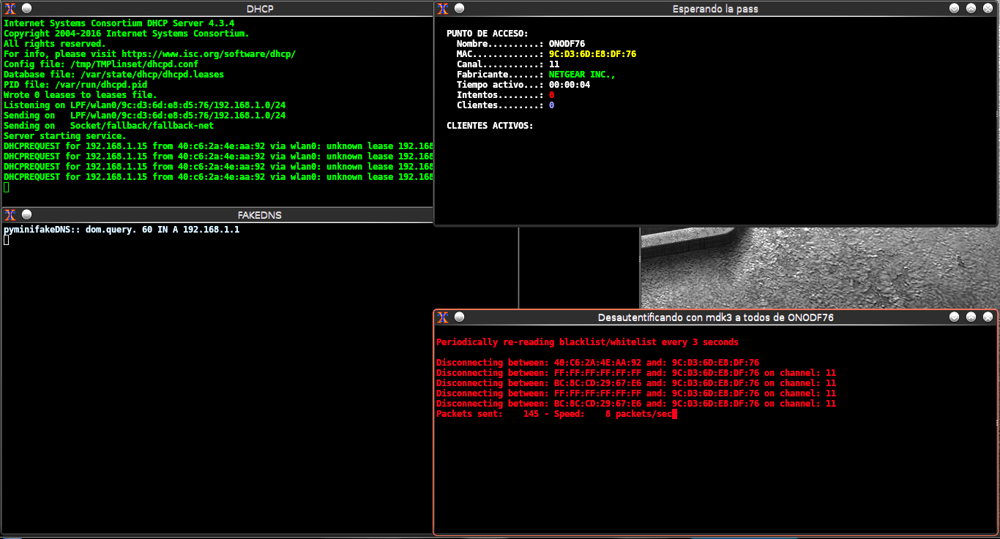 DHCP
Internet Systems Consortium DHCP Server 4.3.4
Copyright 2004-2016 Internet Systems Consortium.
All rights reserved.
For info, please visit https://www.isc.org/software/dhcp/
Config file: /tmp/TMPlinset/dhcpd.conf
Database file: /var/state/dhcp/dhcpd.leases
PID file: /var/run/dhcpd.pid
Wrote 0 leases to leases file.
Listening on LPF/wlan0/9c:d3:6d:e8:d5:76/192.168.1.0/24
Sending on   LPF/wlan0/9c:d3:6d:e8:d5:76/192.168.1.0/24
Sending on   Socket/fallback/fallback-net
Server starting service.
DHCPREQUEST for 192.168.1.15 from 40:c6:2a:4e:aa:92 via wlan0: unknown lease 192.168
DHCPREQUEST for 192.168.1.15 from 40:c6:2a:4e:aa:92 via wlan0: unknown lease 192.168
DHCPREQUEST for 192.168.1.15 from 40:c6:2a:4e:aa:92 via wlan0: unknown lease 192.168
DHCPREQUEST for 192.168.1.15 from 40:c6:2a:4e:aa:92 via wlan0: unknown lease 192.168
Esperando la pass
PUNTO DE ACCESO:
Nombre..........: ONODF76
MAC.............: 9C:D3:6D:E8:DF:76
Canal...........: 11
Fabricante......: NETGEAR INC.,
Tiempo activo...: 00:00:04
Intentos........: 0
Clientes........: 0
CLIENTES ACTIVOS:
FAKEDNS
pyminifakeDNS:: dom.query. 60 IN A 192.168.1.1
Desautentificando con mdk3 a todos de ONODF76
Periodically re-reading blacklist/whitelist every 3 seconds
Disconnecting between: 40:C6:2A:4E:AA:92 and: 9C:D3:6D:E8:DF:76
Disconnecting between: FF:FF:FF:FF:FF:FF and: 9C:D3:6D:E8:DF:76 on channel: 11
Disconnecting between: BC:8C:CD:29:67:E6 and: 9C:D3:6D:E8:DF:76 on channel: 11
Disconnecting between: FF:FF:FF:FF:FF:FF and: 9C:D3:6D:E8:DF:76 on channel: 11
Disconnecting between: BC:8C:CD:29:67:E6 and: 9C:D3:6D:E8:DF:76 on channel: 11
Packets sent:    145 - Speed:    8 packets/sec